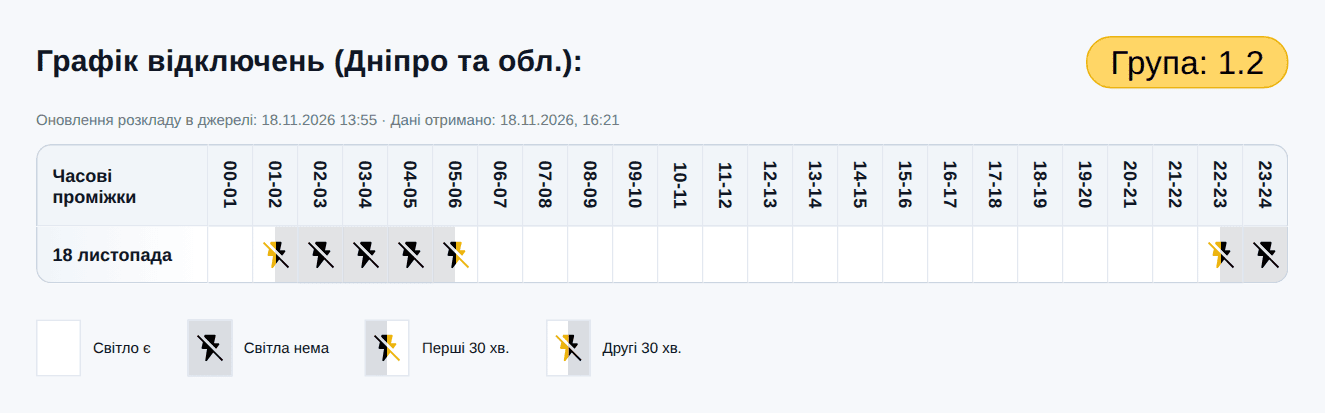 Графік відключень (Дніпро та обл.):
Група: 1.2
Оновлення розкладу в джерелі: 18.11.2026 13:55 · Дані отримано: 18.11.2026, 16:21
Часові
проміжки
00-01
01-02
02-03
03-04
04-05
05-06
06-07
07-08
08-09
09-10
10-11
11-12
12-13
13-14
14-15
15-16
16-17
17-18
18-19
19-20
20-21
21-22
22-23
23-24
18 листопада
Світло є
Світла нема
Перші 30 хв.
Другі 30 хв.